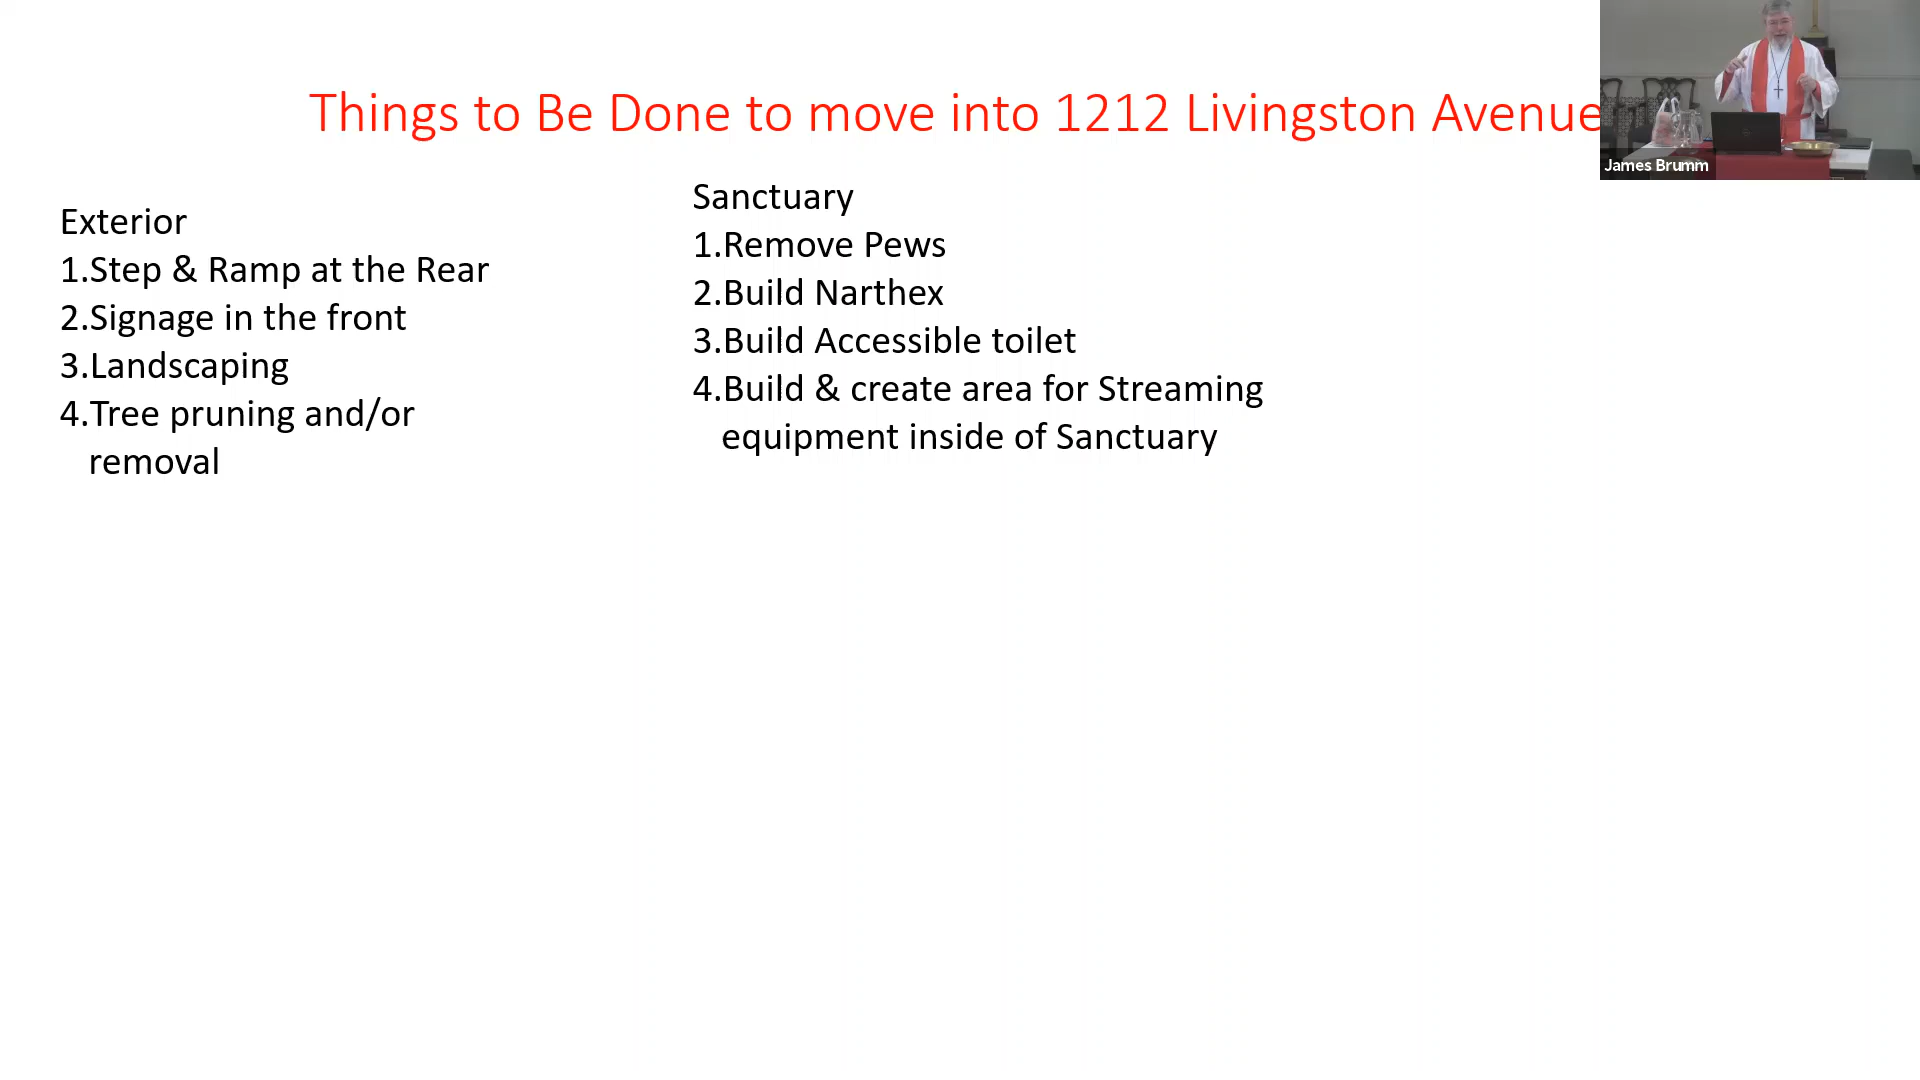 Things to Be Done to move into 1212 Livingston Avenue
James Brumm
Exterior
1.Step & Ramp at the Rear
2.Signage in the front
3.Landscaping
4.Tree pruning and/or
removal
Sanctuary
1.Remove Pews
2.Build Narthex
3.Build Accessible toilet
4.Build & create area for Streaming
equipment inside of Sanctuary